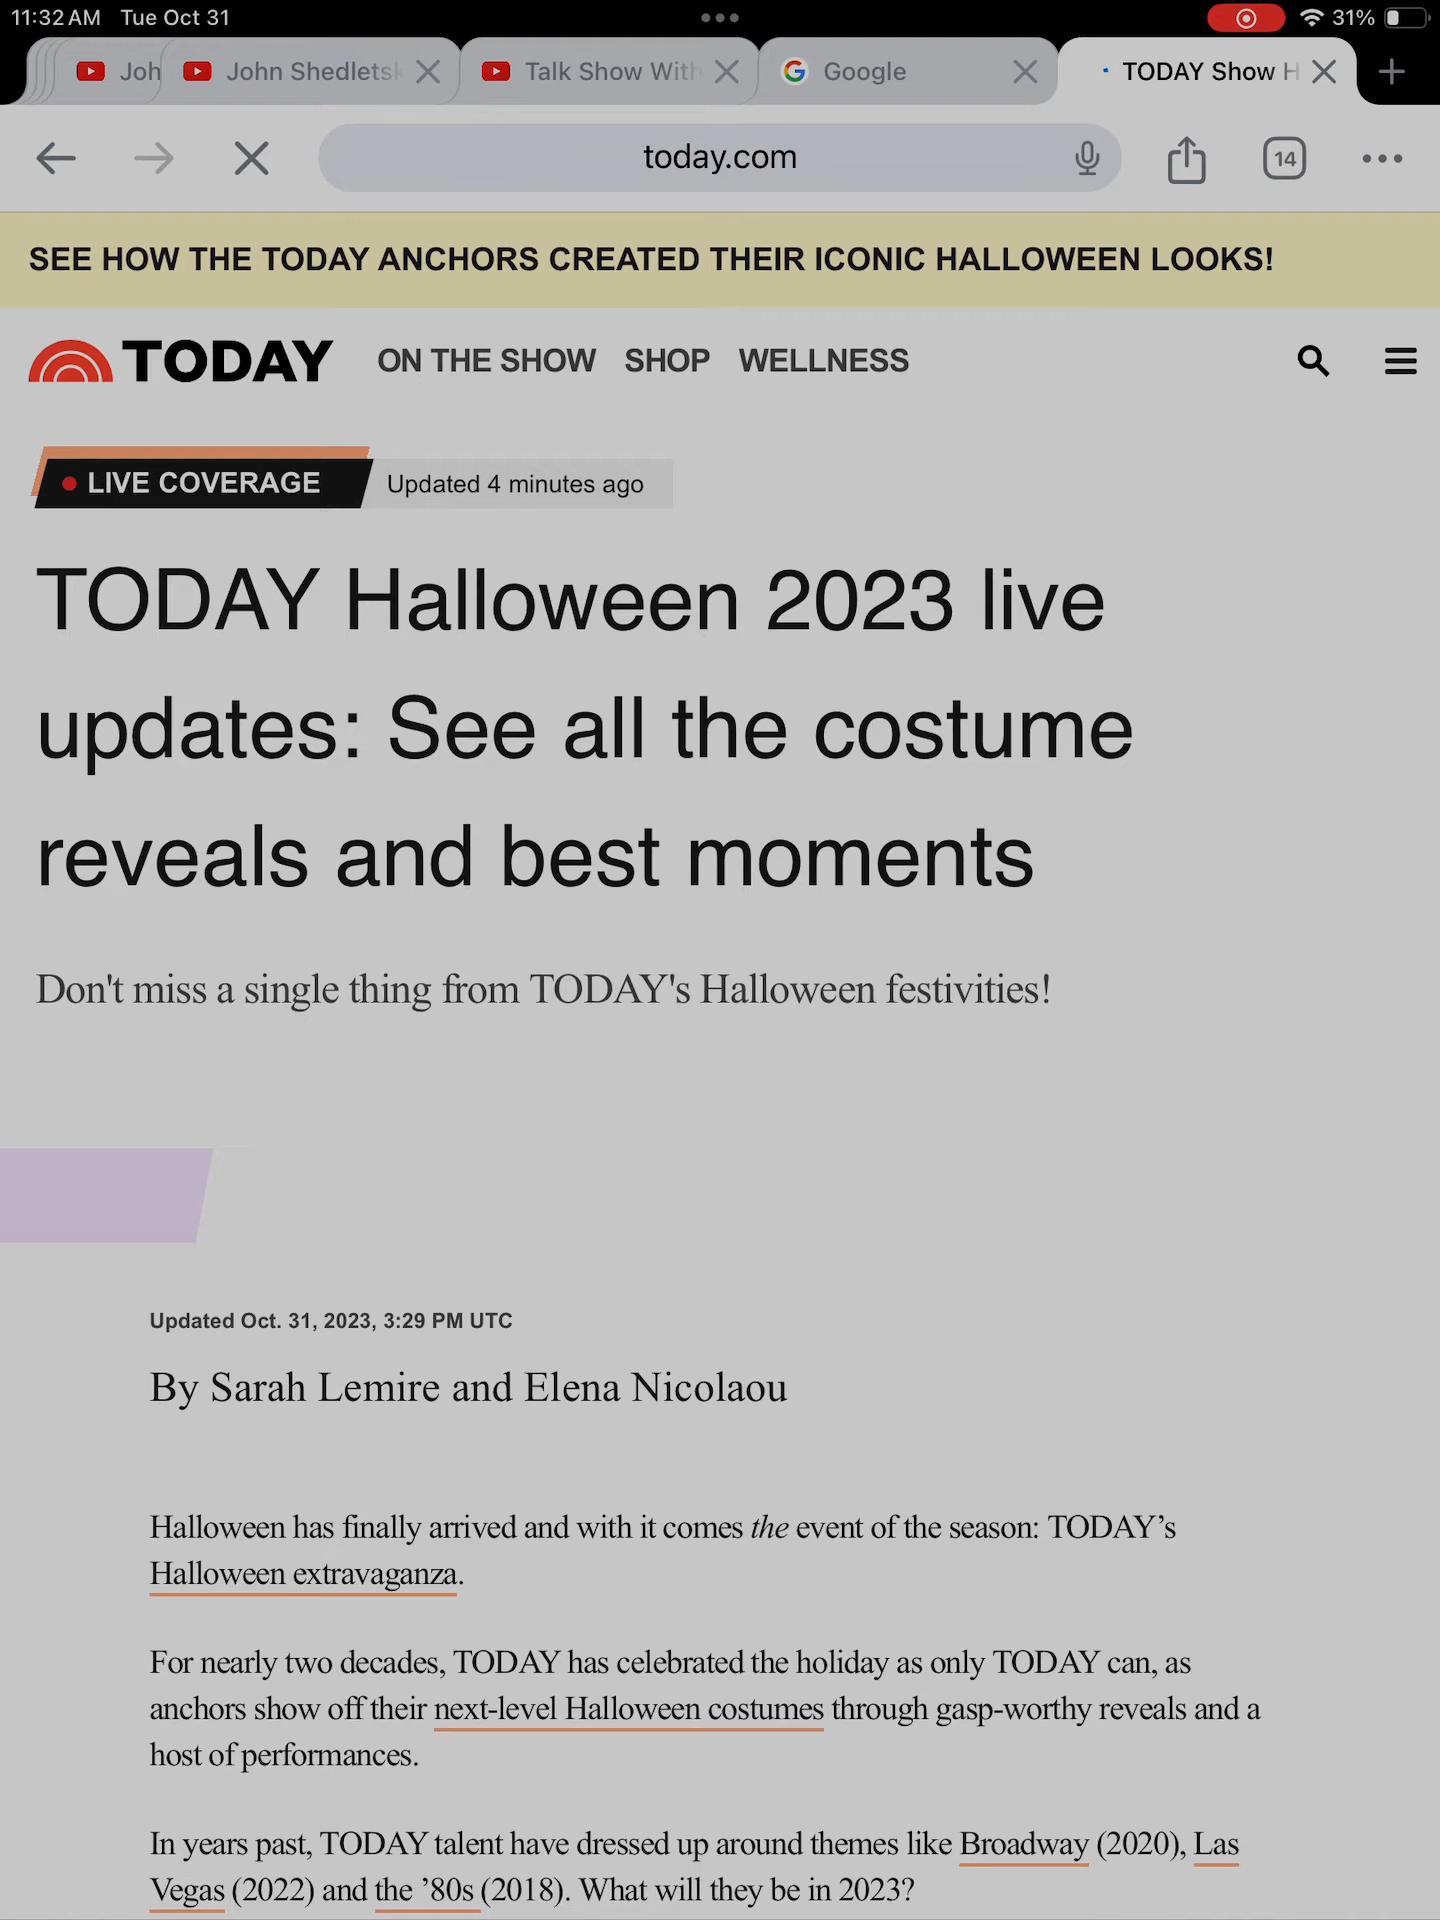 11:32 AM Tue Oct 31
31%
Joh
John Shedletsk
Talk Show With
Google
TODAY Show H
today.com
14
SEE HOW THE TODAY ANCHORS CREATED THEIR ICONIC HALLOWEEN LOOKS!
TODAY ON THE SHOW SHOP WELLNESS
LIVE COVERAGE Updated 4 minutes ago
TODAY Halloween 2023 live
updates: See all the costume
reveals and best moments
Don't miss a single thing from TODAY's Halloween festivities!
Updated Oct. 31, 2023, 3:29 PM UTC
By Sarah Lemire and Elena Nicolaou
Halloween has finally arrived and with it comes the event of the season: TODAY’s
Halloween extravaganza.
For nearly two decades, TODAY has celebrated the holiday as only TODAY can, as
anchors show off their next-level Halloween costumes through gasp-worthy reveals and a
host of performances.
In years past, TODAY talent have dressed up around themes like Broadway (2020), Las
Vegas (2022) and the ’80s (2018). What will they be in 2023?